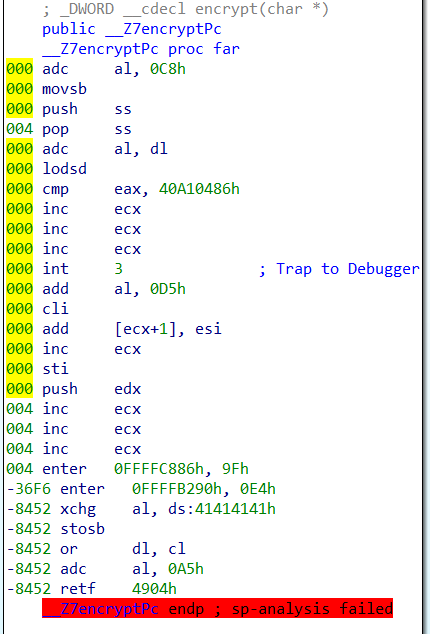 ; _DWORD __cdecl encrypt(char *)
public __Z7encryptPc
__Z7encryptPc proc far
000 adc al, 0C8h
000 movsb
000 push ss
004 pop ss
000 adc al, dl
000 lodsd
000 cmp eax, 40A10486h
000 inc ecx
000 inc ecx
000 inc ecx
000 int 3 ; Trap to Debugger
000 add al, 0D5h
000 cli
000 add [ecx+1], esi
000 inc ecx
000 sti
000 push edx
004 inc ecx
004 inc ecx
004 inc ecx
004 enter 0FFFFC886h, 9Fh
-36F6 enter 0FFFFB290h, 0E4h
-8452 xchg al, ds:41414141h
-8452 stosb
-8452 or dl, cl
-8452 adc al, 0A5h
-8452 retf 4904h
__Z7encryptPc endp ; sp-analysis failed